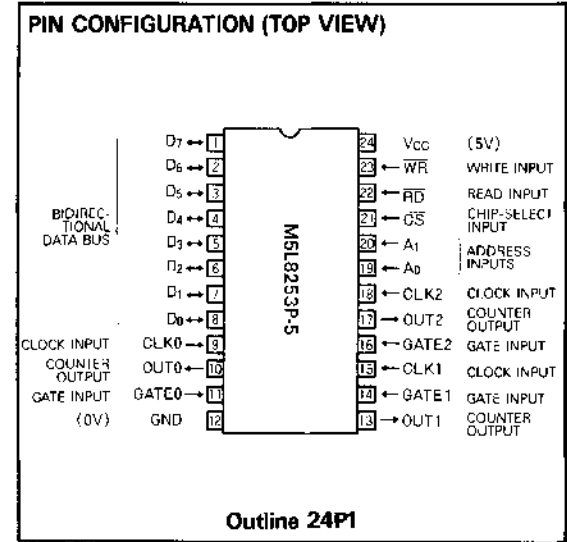 PIN CONFIGURATION (TOP VIEW)
D7 ↔ 1
D6 ↔ 2
D5 ↔ 3
D4 ↔ 4
D3 ↔ 5
D2 ↔ 6
D1 ↔ 7
D0 ↔ 8
BIDIREC-
TIONAL
DATA BUS
CLOCK INPUT CLK0 → 9
COUNTER
OUTPUT
OUT0 ← 10
GATE INPUT GATE0 → 11
(0V) GND 12
M5L8253P-5
24 VCC (5V)
23 ← W̅R̅ WRITE INPUT
22 ← R̅D̅ READ INPUT
21 ← C̅S̅ CHIP-SELECT
INPUT
20 ← A1
19 ← A0
ADDRESS
INPUTS
18 ← CLK2 CLOCK INPUT
17 → OUT2 COUNTER
OUTPUT
16 ← GATE2 GATE INPUT
15 ← CLK1 CLOCK INPUT
14 ← GATE1 GATE INPUT
13 → OUT1 COUNTER
OUTPUT
Outline 24P1